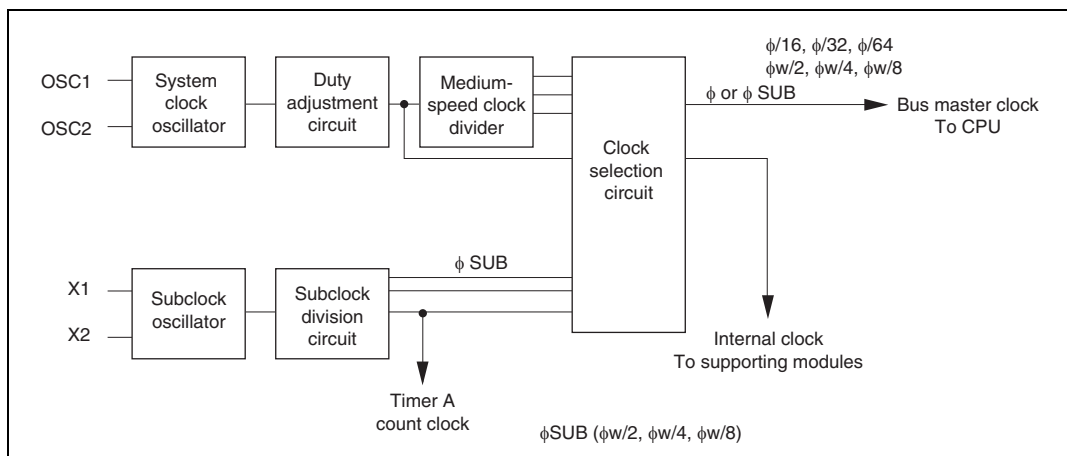 OSC1
OSC2
System
clock
oscillator
Duty
adjustment
circuit
Medium-
speed clock
divider
Clock
selection
circuit
ϕ/16, ϕ/32, ϕ/64
ϕw/2, ϕw/4, ϕw/8
ϕ or ϕ SUB
Bus master clock
To CPU
X1
X2
Subclock
oscillator
Subclock
division
circuit
ϕ SUB
Timer A
count clock
Internal clock
To supporting modules
ϕSUB (ϕw/2, ϕw/4, ϕw/8)